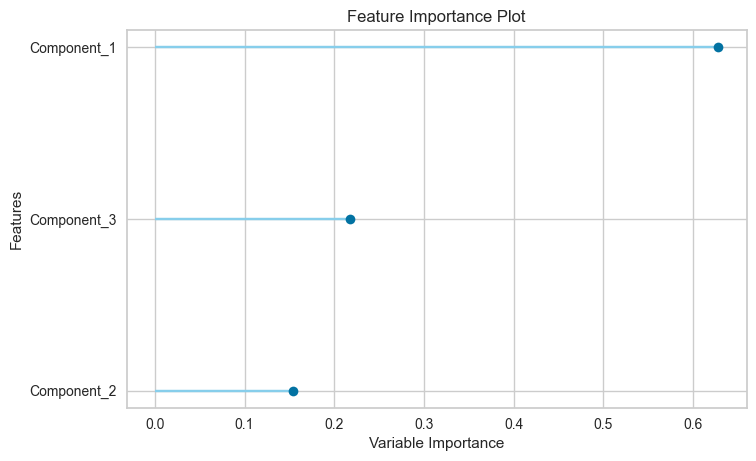 Feature Importance Plot
Component_1
Component_3
Component_2
Features
0.0 0.1 0.2 0.3 0.4 0.5 0.6
Variable Importance